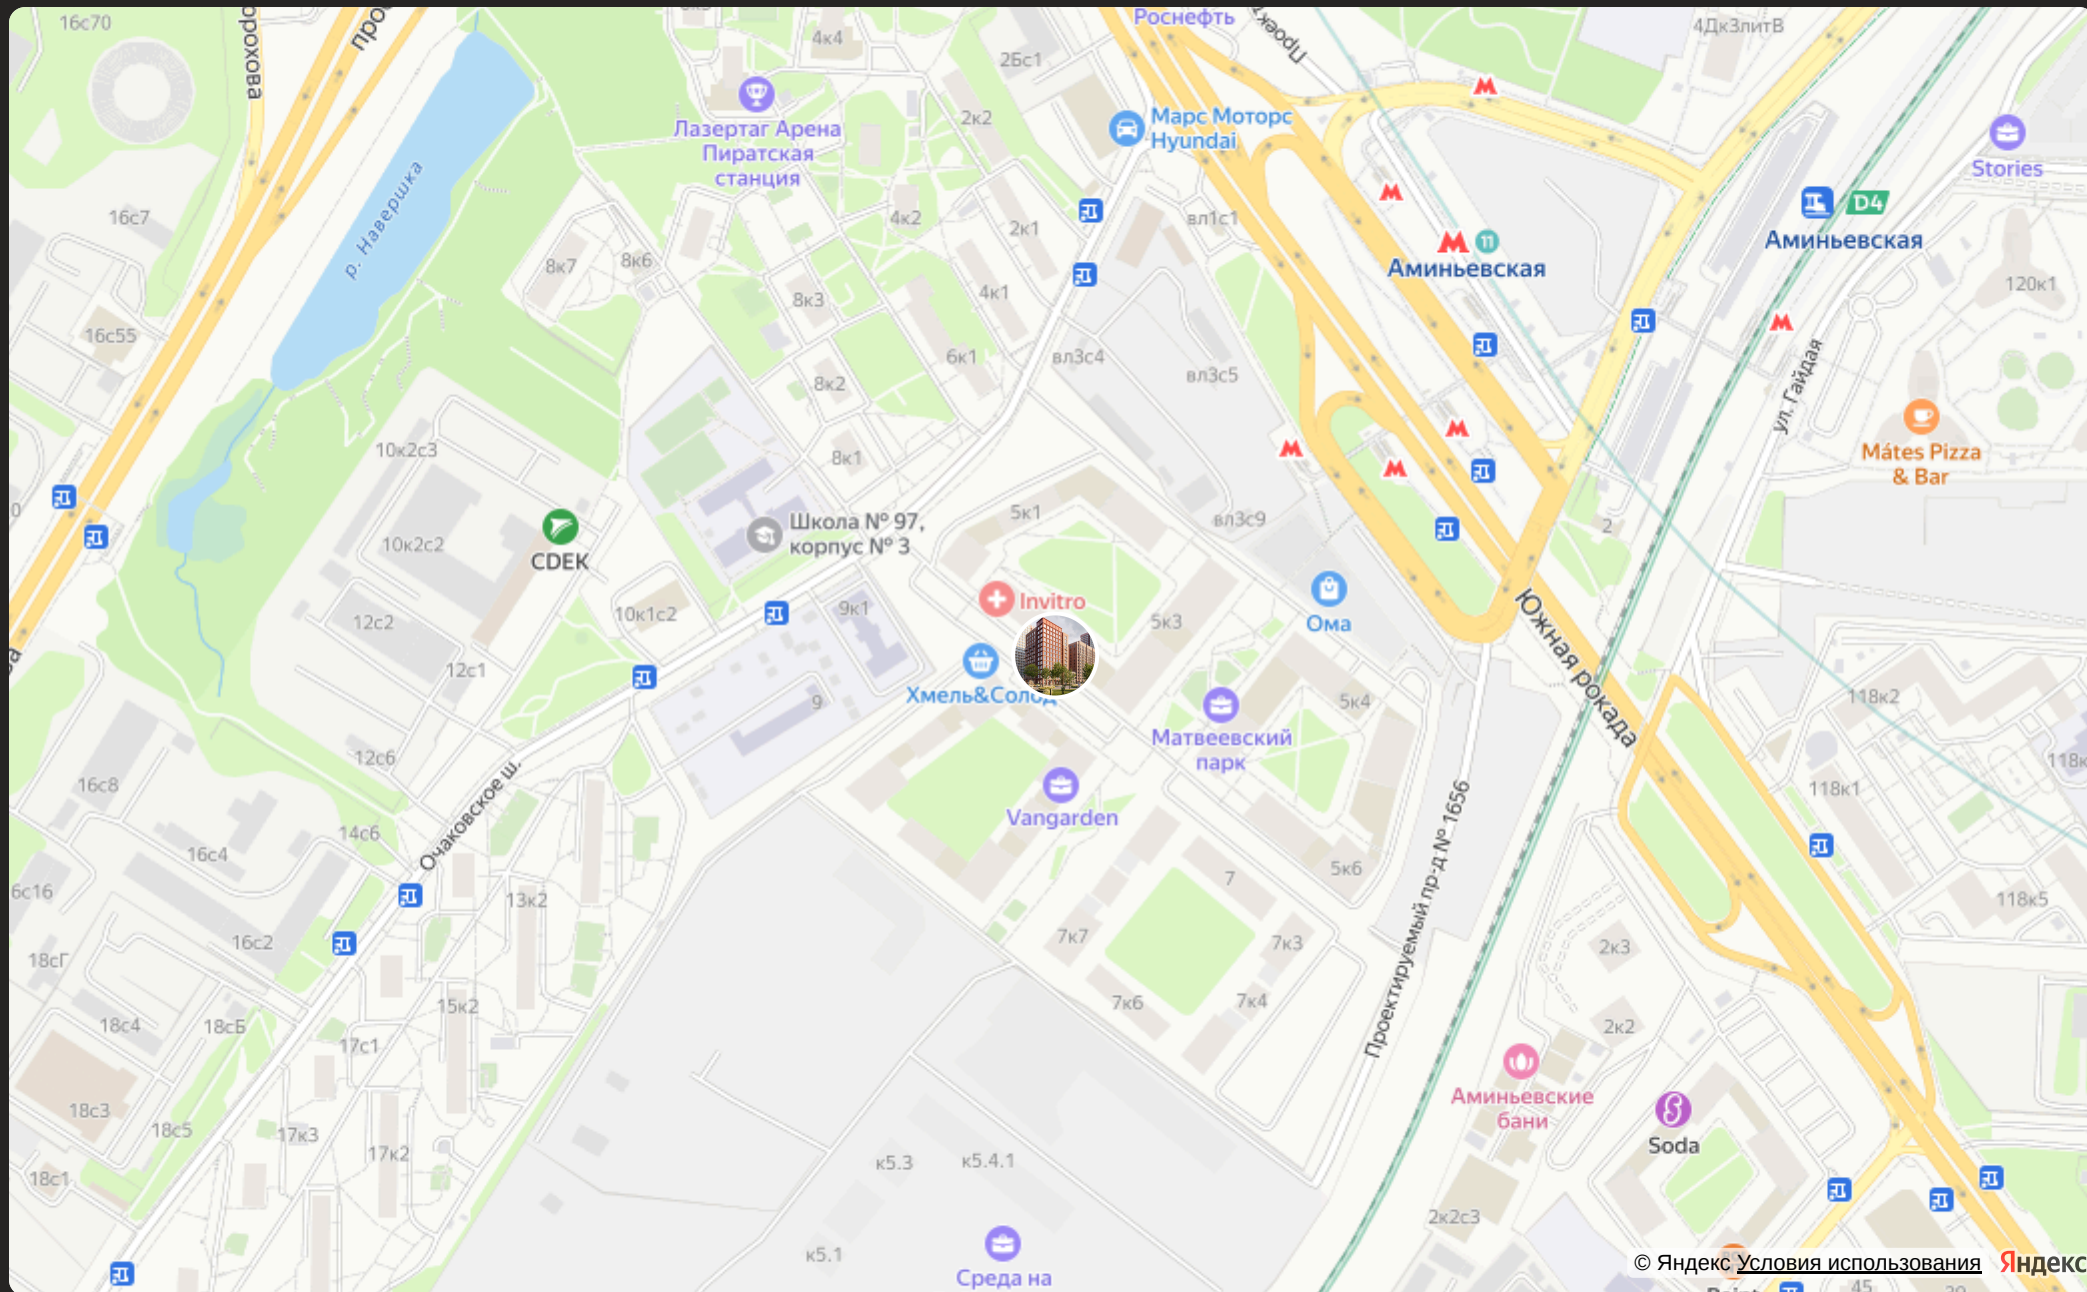 16с70
орохова
4к4
2Бс1
Роснефть
4Дк3литВ
Лазертаг Арена
Пиратская
станция
2к2
Марс Моторс
Hyundai
Stories
D4
Аминьевская
р. Навершка
16с7
4к2
2к1
вл1с1
11
Аминьевская
8к7
8к6
8к3
4к1
120к1
16с55
6к1
вл3с4
вл3с5
8к2
ул. Гайдая
10к2с3
8к1
Mátes Pizza
& Bar
10к2с2
CDEK
Школа № 97,
корпус № 3
5к1
вл3с9
2
12с2
10к1с2
9к1
Invitro
5к3
Ома
Южная рокада
12с1
Хмель&Солод
9
5к4
118к2
Матвеевский
парк
12с6
16с8
Vangarden
118к1
118к
Очаковское ш.
14с6
16с4
Проектируемый пр-д № 1656
6с16
13к2
7
5к6
118к5
16с2
18сГ
7к7
7к3
2к3
15к2
7к6
7к4
18с4
18сБ
17с1
2к2
18с3
18с5
17к3
17к2
Аминьевские
бани
Soda
18с1
к5.3
к5.4.1
2к2с3
к5.1
Среда на
© Яндекс Условия использования
Яндекс
45